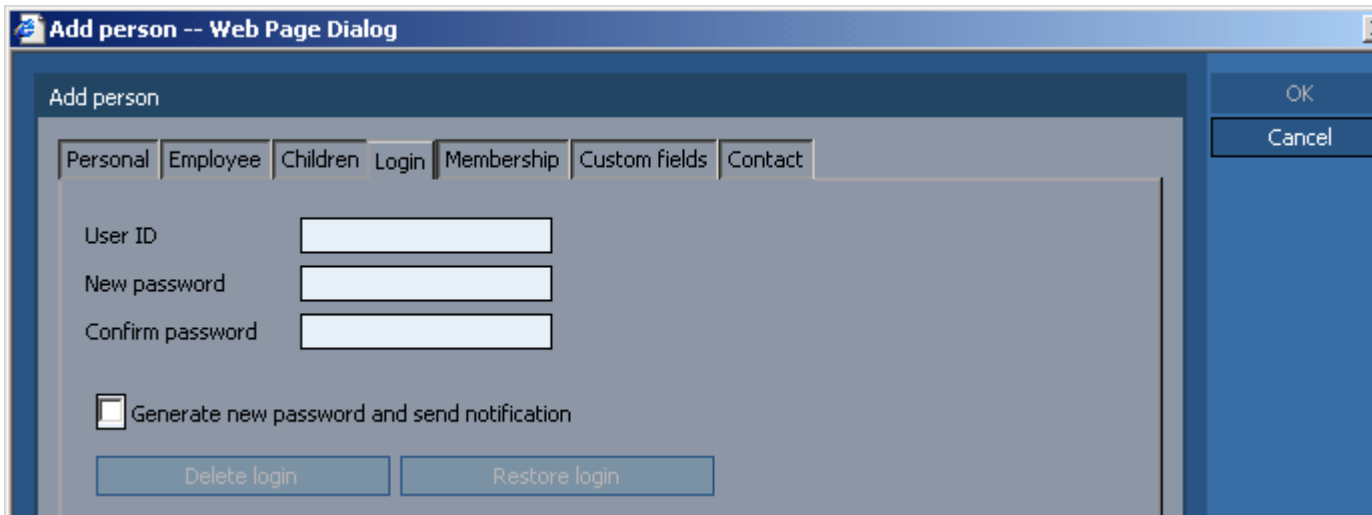 Add person -- Web Page Dialog
Add person
OK
Cancel
Personal Employee Children Login Membership Custom fields Contact
User ID
New password
Confirm password
Generate new password and send notification
Delete login Restore login